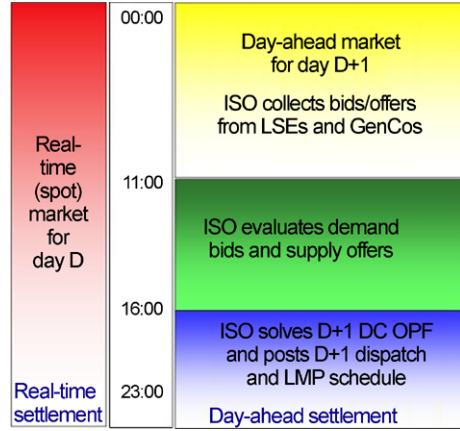 Real-
time
(spot)
market
for
day D
Real-time
settlement
00:00
11:00
16:00
23:00
Day-ahead market
for day D+1
ISO collects bids/offers
from LSEs and GenCos
ISO evaluates demand
bids and supply offers
ISO solves D+1 DC OPF
and posts D+1 dispatch
and LMP schedule
Day-ahead settlement